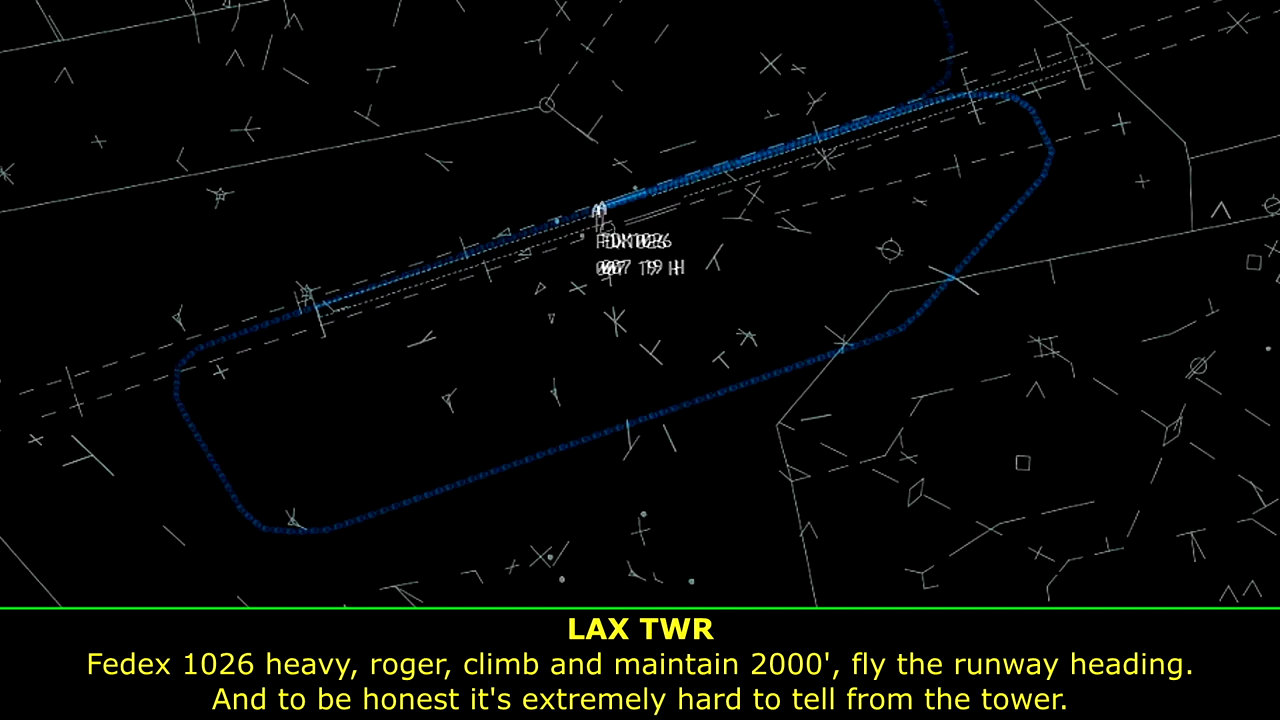 LAX TWR
Fedex 1026 heavy, roger, climb and maintain 2000', fly the runway heading.
And to be honest it's extremely hard to tell from the tower.